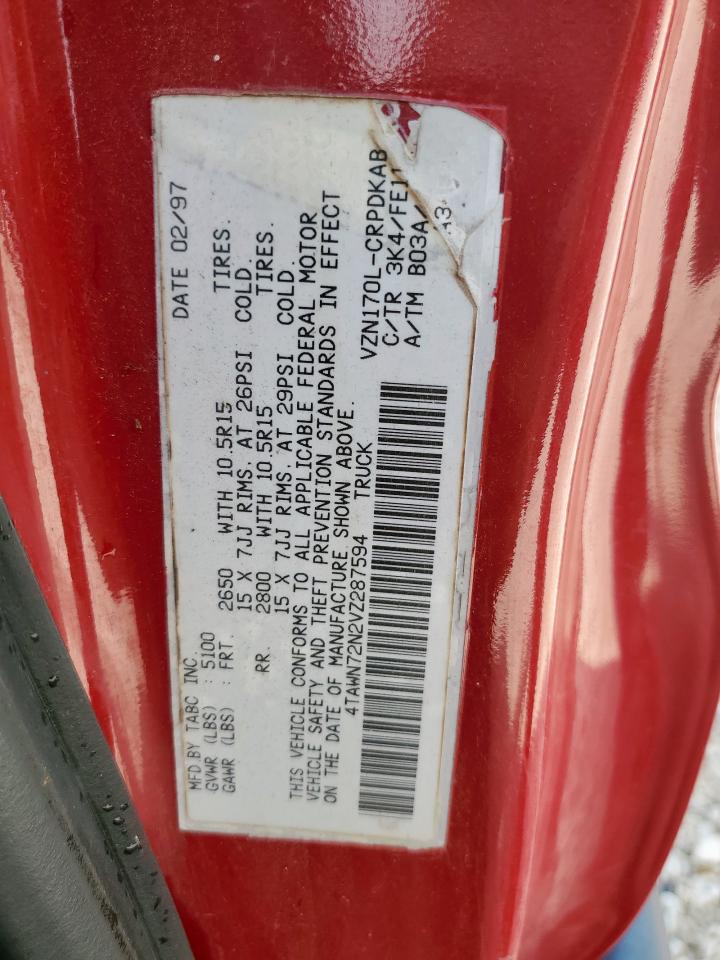 MFD.BY TABC INC. DATE 02/97
GVWR (LBS) : 5100
GAWR (LBS) : FRT. 2650 WITH 10.5R15 TIRES.
15 X 7JJ RIMS. AT 26PSI COLD.
RR. 2800 WITH 10.5R15 TIRES.
15 X 7JJ RIMS. AT 29PSI COLD.
THIS VEHICLE CONFORMS TO ALL APPLICABLE FEDERAL MOTOR
VEHICLE SAFETY AND THEFT PREVENTION STANDARDS IN EFFECT
ON THE DATE OF MANUFACTURE SHOWN ABOVE.
4TAWN72N2VZ287594 TRUCK
VZN170L-CRPDKAB
C/TR 3K4/FE11
A/TM B03A/